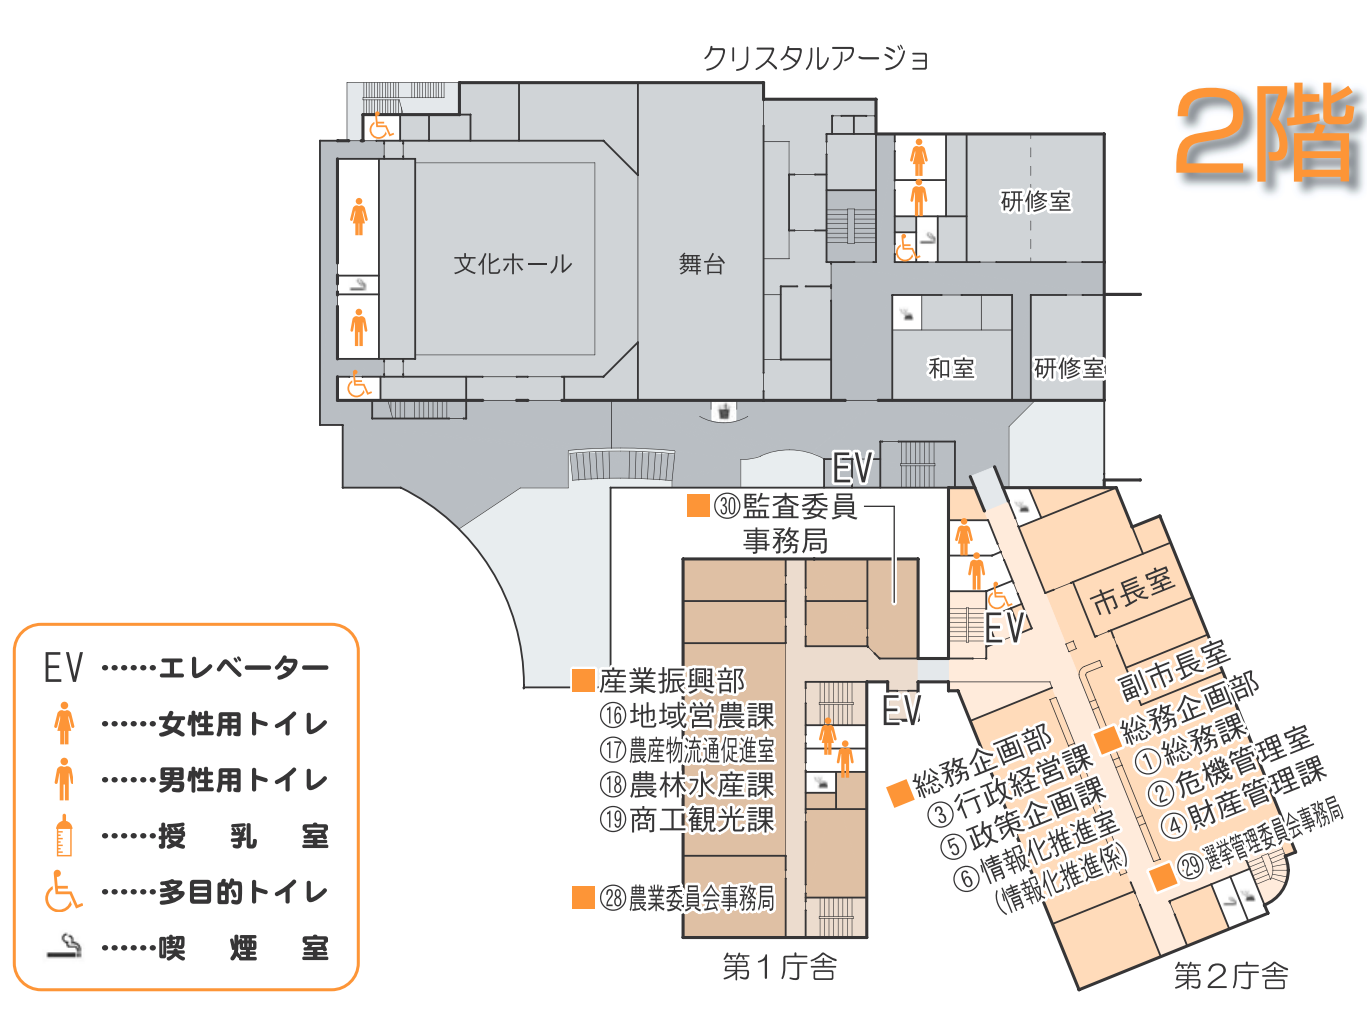 クリスタルアージョ
2階
研修室
文化ホール
舞台
和室
研修室
EV
㉚監査委員
事務局
市長室
EV
副市長室
産業振興部
⑯地域営農課
⑰農産物流通促進室
⑱農林水産課
⑲商工観光課
㉘農業委員会事務局
EV
総務企画部
③行政経営課
⑤政策企画課
⑥情報化推進室
(情報化推進係)
総務企画部
①総務課
②危機管理室
④財産管理課
㉙選挙管理委員会事務局
第1庁舎
第2庁舎
EV ……エレベーター
……女性用トイレ
……男性用トイレ
……授乳室
……多目的トイレ
……喫煙室